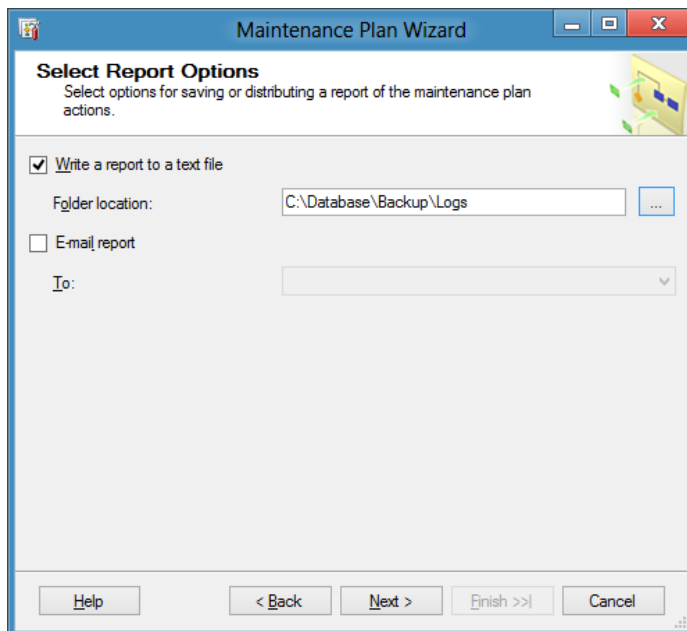 Maintenance Plan Wizard
Select Report Options
Select options for saving or distributing a report of the maintenance plan
actions.
Write a report to a text file
Folder location: C:\Database\Backup\Logs ...
E-mail report
To:
Help < Back Next > Finish >>| Cancel